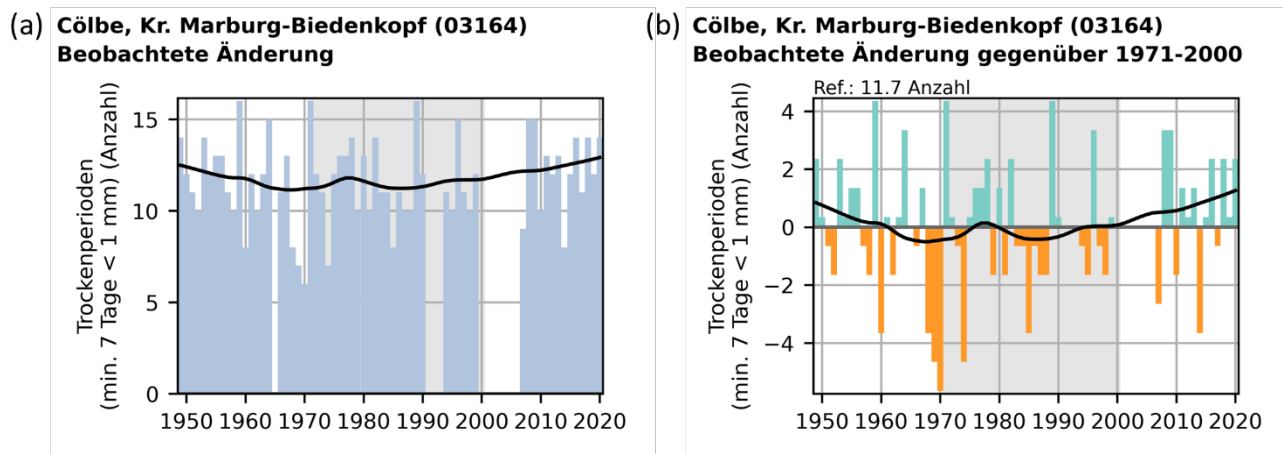 (a) Cölbe, Kr. Marburg-Biedenkopf (03164)
Beobachtete Änderung
Trockenperioden
(min. 7 Tage < 1 mm) (Anzahl)
15
10
5
0
1950 1960 1970 1980 1990 2000 2010 2020
(b) Cölbe, Kr. Marburg-Biedenkopf (03164)
Beobachtete Änderung gegenüber 1971-2000
Ref.: 11.7 Anzahl
Trockenperioden
(min. 7 Tage < 1 mm) (Anzahl)
4
2
0
−2
−4
1950 1960 1970 1980 1990 2000 2010 2020